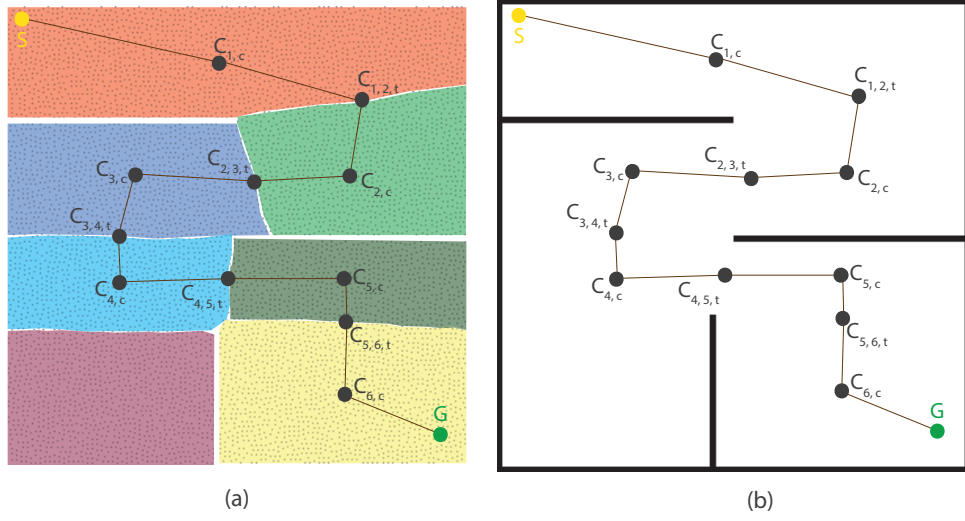 S
C1, c
C1, 2, t
C3, c
C2, 3, t
C2, c
C3, 4, t
C4, c
C4, 5, t
C5, c
C5, 6, t
C6, c
G
(a)
S
C1, c
C1, 2, t
C3, c
C2, 3, t
C2, c
C3, 4, t
C4, c
C4, 5, t
C5, c
C5, 6, t
C6, c
G
(b)